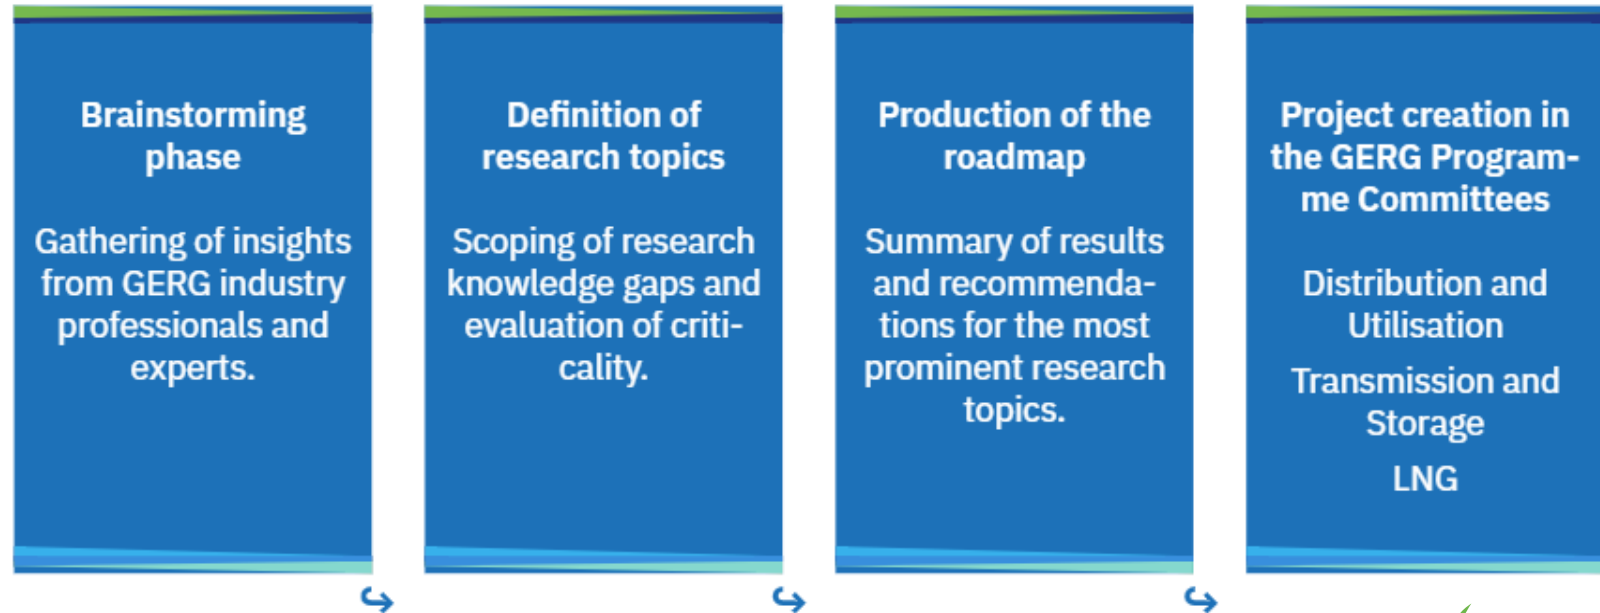 Brainstorming
phase
Gathering of insights
from GERG industry
professionals and
experts.
Definition of
research topics
Scoping of research
knowledge gaps and
evaluation of criti-
cality.
Production of the
roadmap
Summary of results
and recommenda-
tions for the most
prominent research
topics.
Project creation in
the GERG Program-
me Committees
Distribution and
Utilisation
Transmission and
Storage
LNG